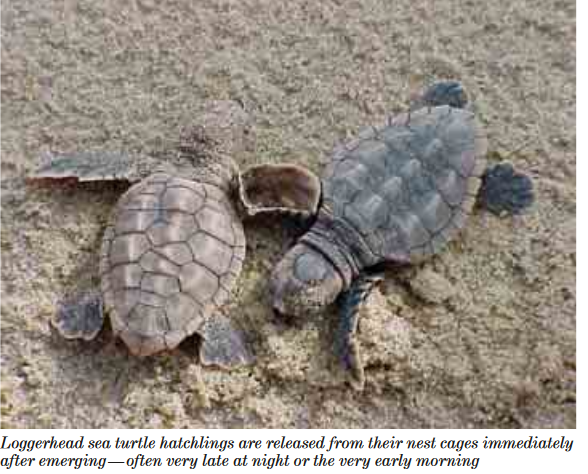 Loggerhead sea turtle hatchlings are released from their nest cages immediately
after emerging—often very late at night or the very early morning